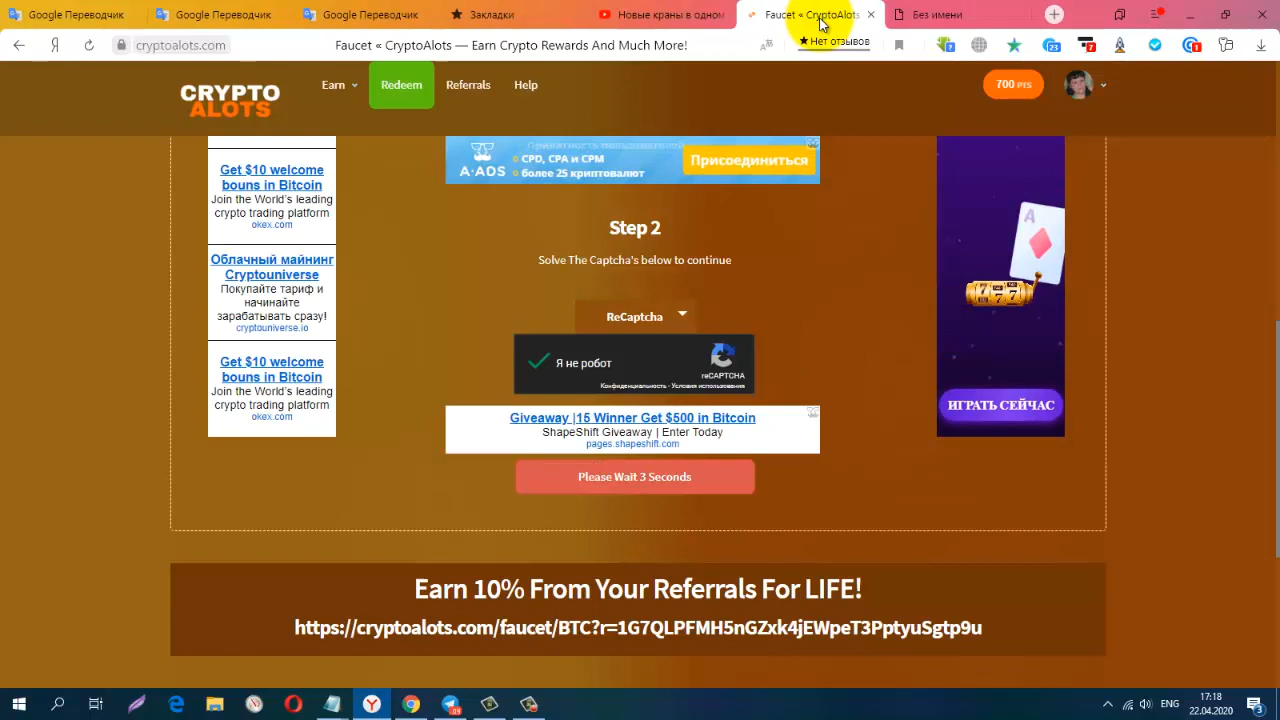 Google Переводчик
Google Переводчик
Google Переводчик
Закладки
Новые краны в одном
Faucet « CryptoAlots
Без имени
cryptoalots.com
Faucet « CryptoAlots — Earn Crypto Rewards And Much More!
★ Нет отзывов
23
7
1
CRYPTO
ALOTS
Earn
Redeem
Referrals
Help
700 PTS
Get $10 welcome
bouns in Bitcoin
Join the World's leading
crypto trading platform
okex.com
Облачный майнинг
Cryptouniverse
Покупайте тариф и
начинайте
зарабатывать сразу!
cryptouniverse.io
Get $10 welcome
bouns in Bitcoin
Join the World's leading
crypto trading platform
okex.com
A·ADS
CPD, CPA и CPM
более 25 криптовалют
Присоединиться
Step 2
Solve The Captcha's below to continue
ReCaptcha
Я не робот
reCAPTCHA
Конфиденциальность - Условия использования
Giveaway |15 Winner Get $500 in Bitcoin
ShapeShift Giveaway | Enter Today
pages.shapeshift.com
Please Wait 3 Seconds
A
7 7 7
ИГРАТЬ СЕЙЧАС
Earn 10% From Your Referrals For LIFE!
https://cryptoalots.com/faucet/BTC?r=1G7QLPFMH5nGZxk4jEWpeT3PptyuSgtp9u
ENG
17:18
22.04.2020
3